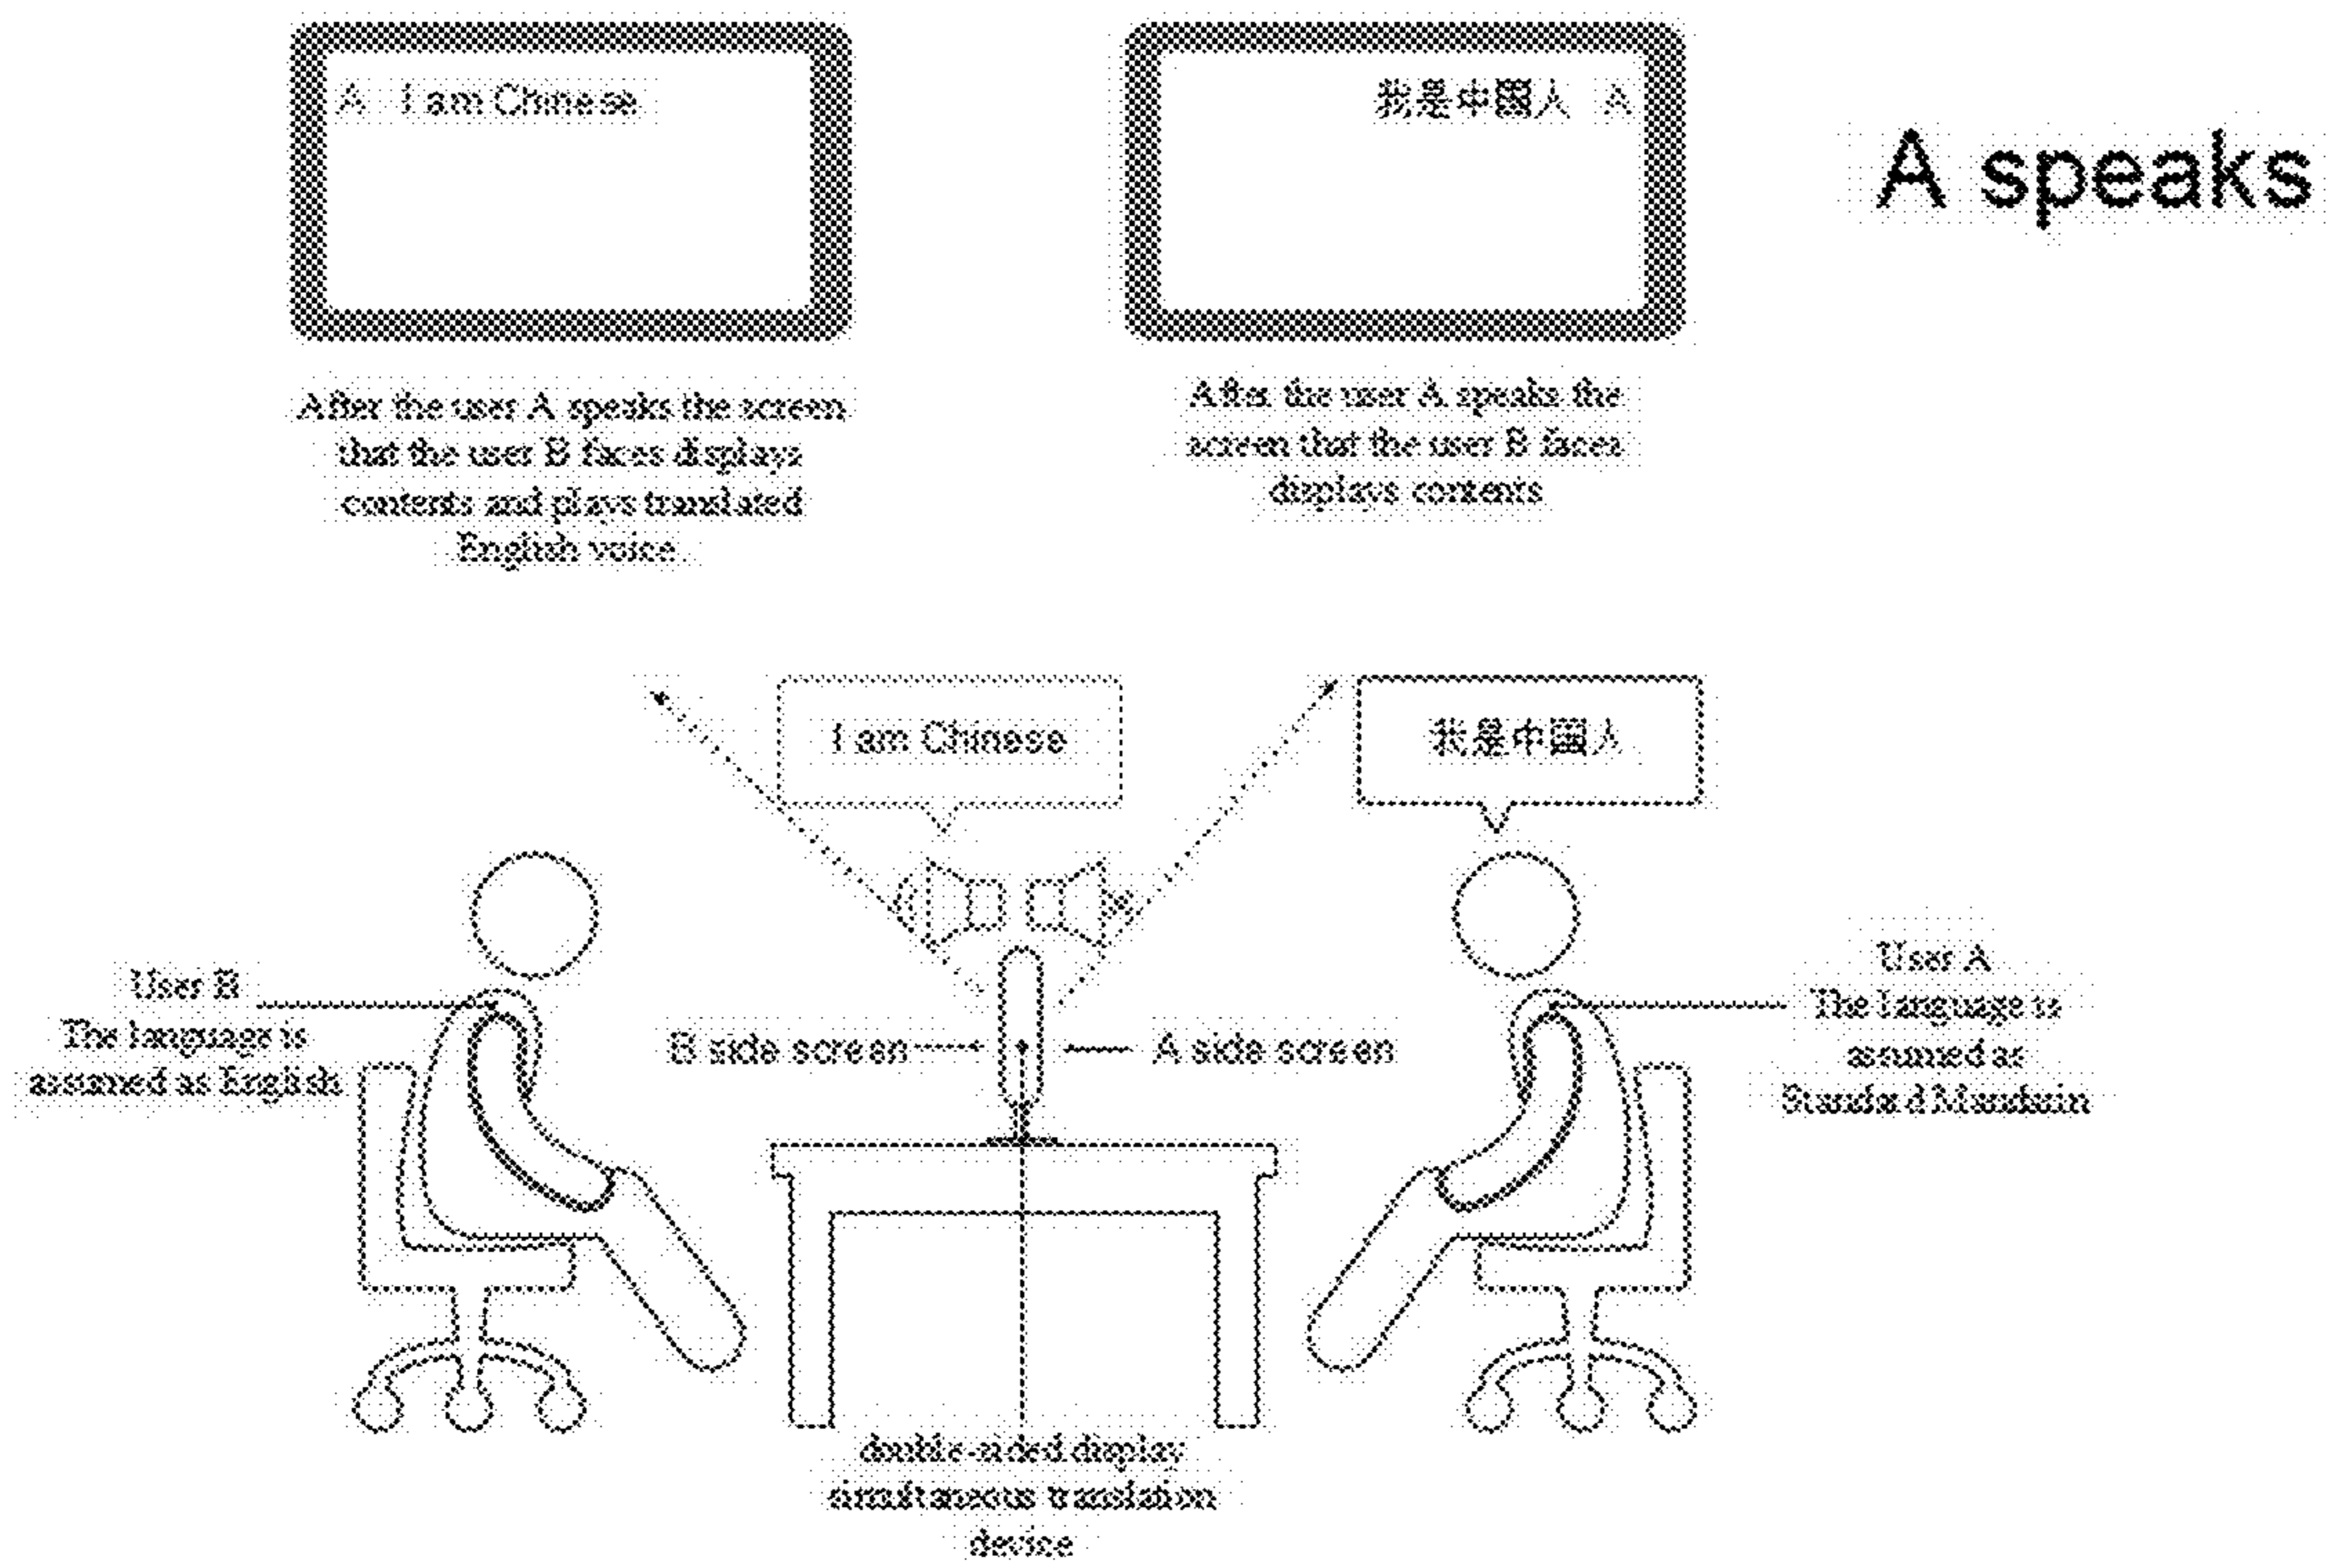 A I am Chinese
我是中国人 A
A speaks
After the user A speaks the screen
that the user B faces displays
contents and plays translated
English voice
After the user A speaks the
screen that the user B faces
displays contents
I am Chinese
我是中国人
User B
The language is
assumed as English
B side screen
A side screen
User A
The language is
assumed as
Standard Mandarin
double-sided display
simultaneous translation
device